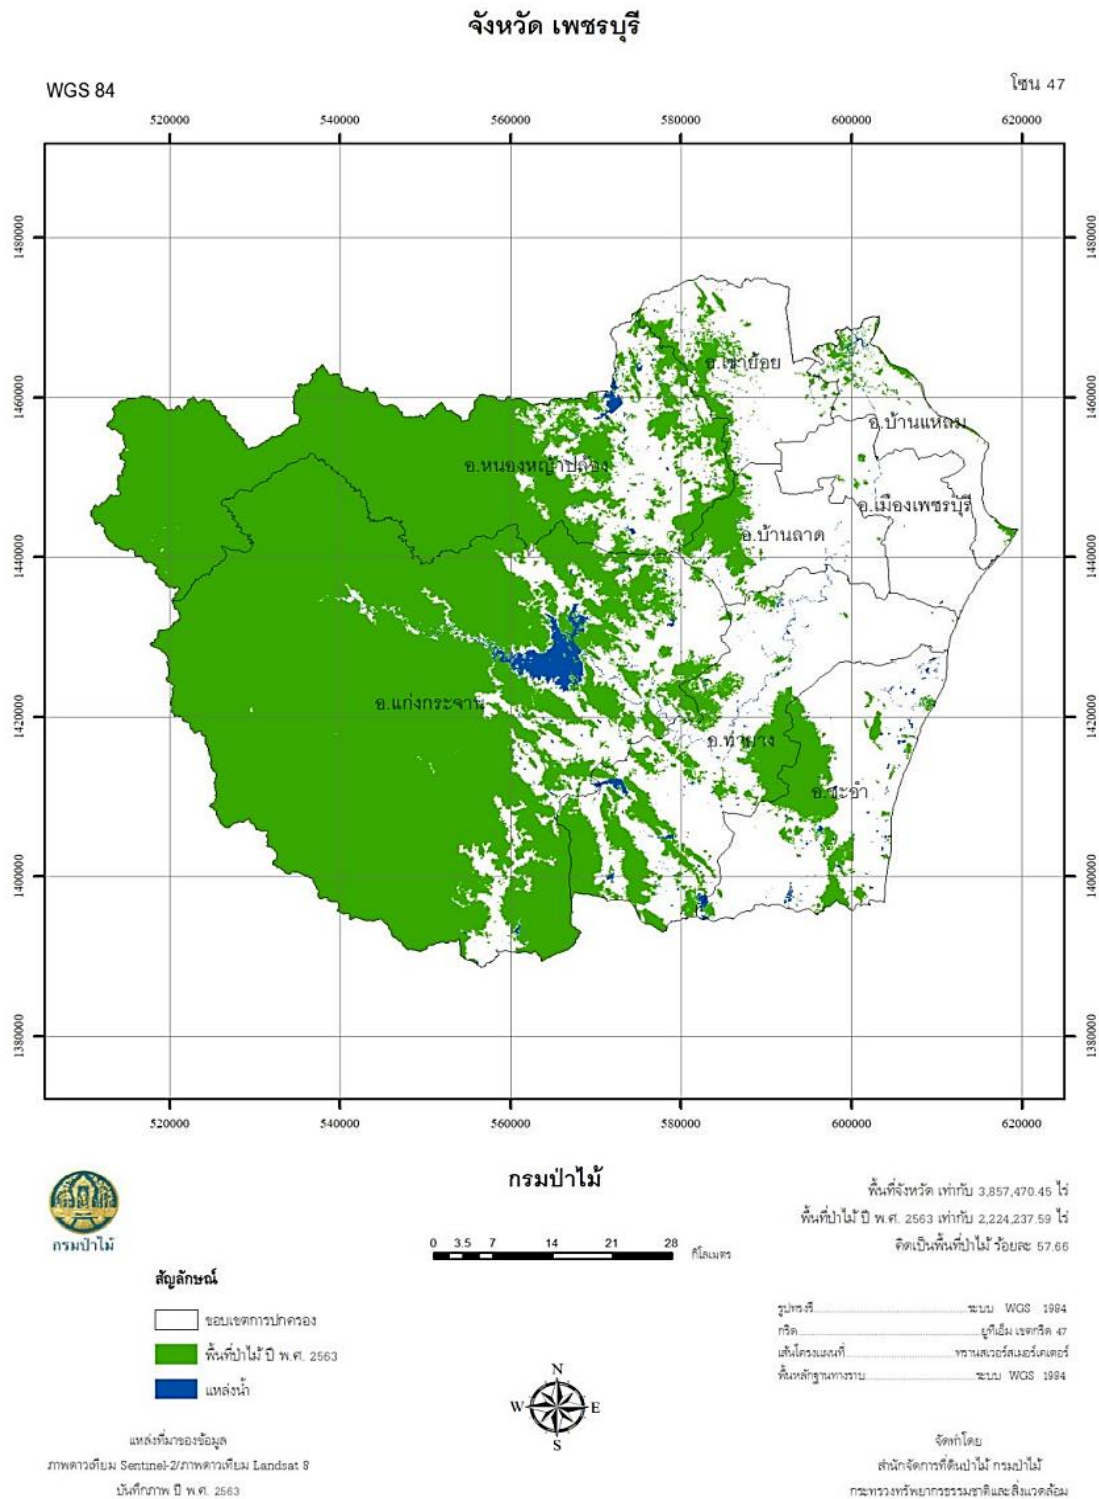 จังหวัด เพชรบุรี
WGS 84
โซน 47
520000 540000 560000 580000 600000 620000
1480000 1480000
อ.เขาย้อย
1460000 1460000
อ.บ้านแหลม
อ.หนองหญ้าปล้อง
อ.เมืองเพชรบุรี
อ.บ้านลาด
1440000 1440000
อ.แก่งกระจาน
1420000 1420000
อ.ท่ายาง
อ.ชะอำ
1400000 1400000
1380000 1380000
520000 540000 560000 580000 600000 620000
กรมป่าไม้
พื้นที่จังหวัด เท่ากับ 3,857,470.45 ไร่
พื้นที่ป่าไม้ ปี พ.ศ. 2563 เท่ากับ 2,224,237.59 ไร่
คิดเป็นพื้นที่ป่าไม้ ร้อยละ 57.66
กรมป่าไม้
0 3.5 7 14 21 28 กิโลเมตร
สัญลักษณ์
ขอบเขตการปกครอง
พื้นที่ป่าไม้ ปี พ.ศ. 2563
แหล่งน้ำ
รูปทรงรี ระบบ WGS 1984
กริด ยูทีเอ็ม เขตกริด 47
เส้นโครงแผนที่ ทรานสเวอร์สเมอร์เคเตอร์
พื้นหลักฐานทางราบ ระบบ WGS 1984
N
W E
S
แหล่งที่มาของข้อมูล
ภาพดาวเทียม Sentinel-2/ภาพดาวเทียม Landsat 8
บันทึกภาพ ปี พ.ศ. 2563
จัดทำโดย
สำนักจัดการที่ดินป่าไม้ กรมป่าไม้
กระทรวงทรัพยากรธรรมชาติและสิ่งแวดล้อม